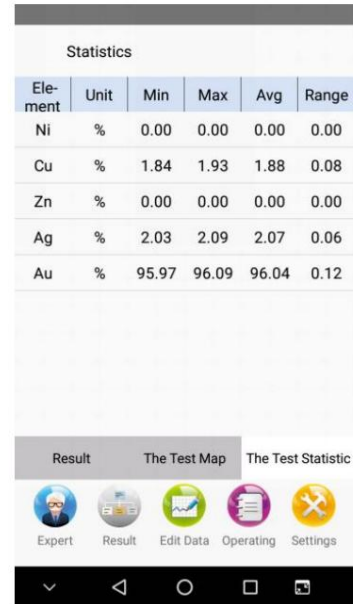 Statistics
Ele-ment Unit Min Max Avg Range
Ni % 0.00 0.00 0.00 0.00
Cu % 1.84 1.93 1.88 0.08
Zn % 0.00 0.00 0.00 0.00
Ag % 2.03 2.09 2.07 0.06
Au % 95.97 96.09 96.04 0.12
Result The Test Map The Test Statistic
Expert Result Edit Data Operating Settings